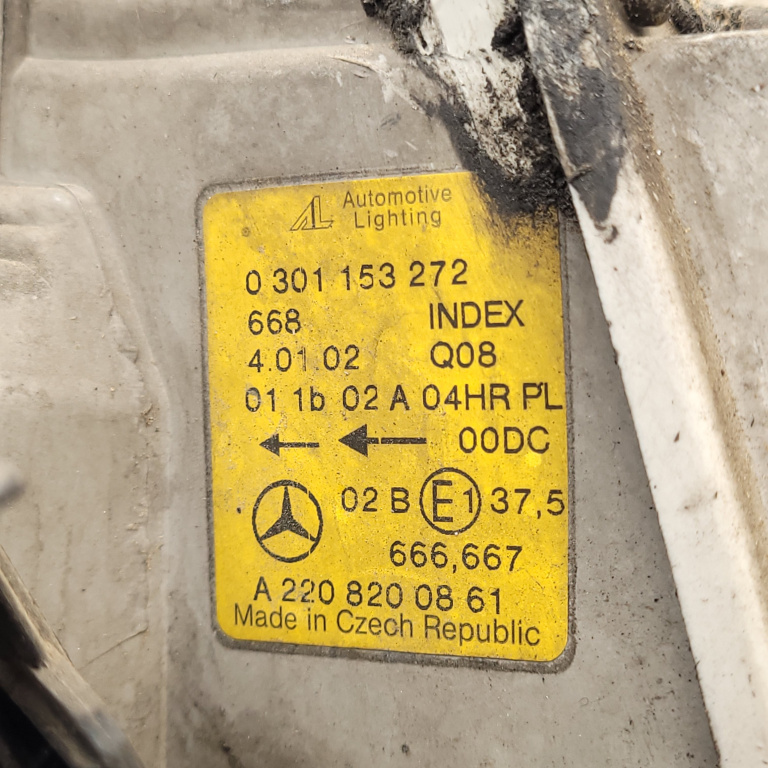 AL Automotive
Lighting
0 301 153 272
668 INDEX
4.01.02 Q08
01 1b 02 A 04HR PL
← ← 00DC
02 B E1 37,5
666,667
A 220 820 08 61
Made in Czech Republic